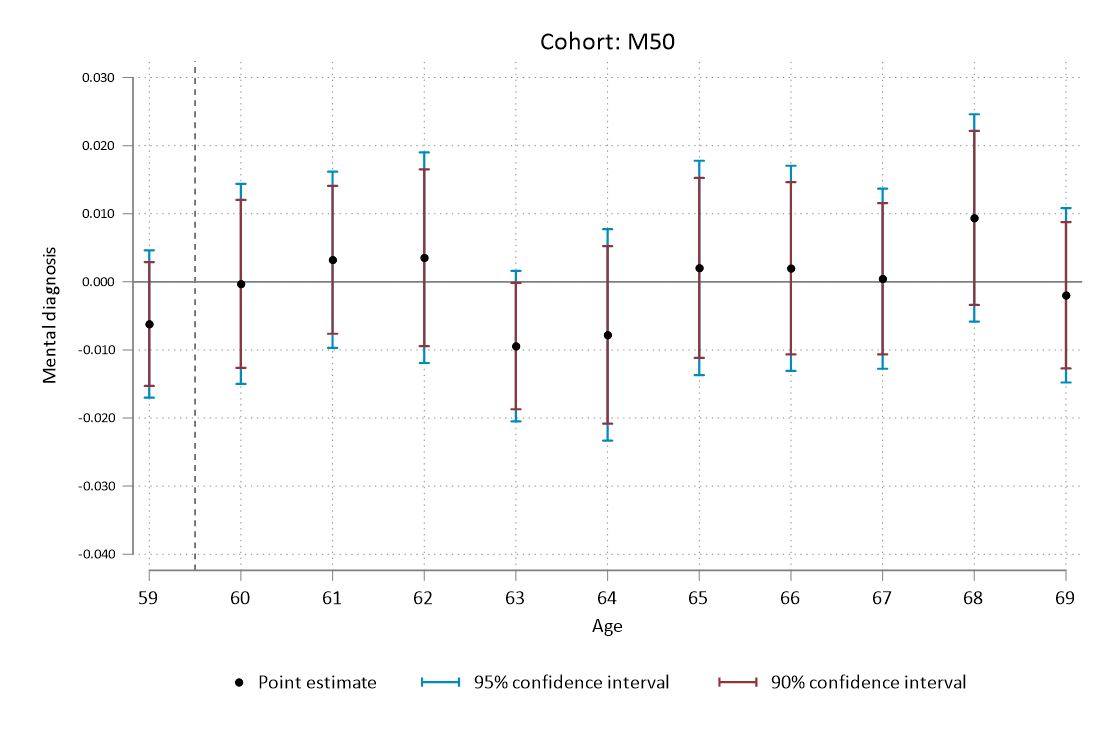 Cohort: M50
0.030
0.020
0.010
0.000
-0.010
-0.020
-0.030
-0.040
Mental diagnosis
59 60 61 62 63 64 65 66 67 68 69
Age
Point estimate 95% confidence interval 90% confidence interval